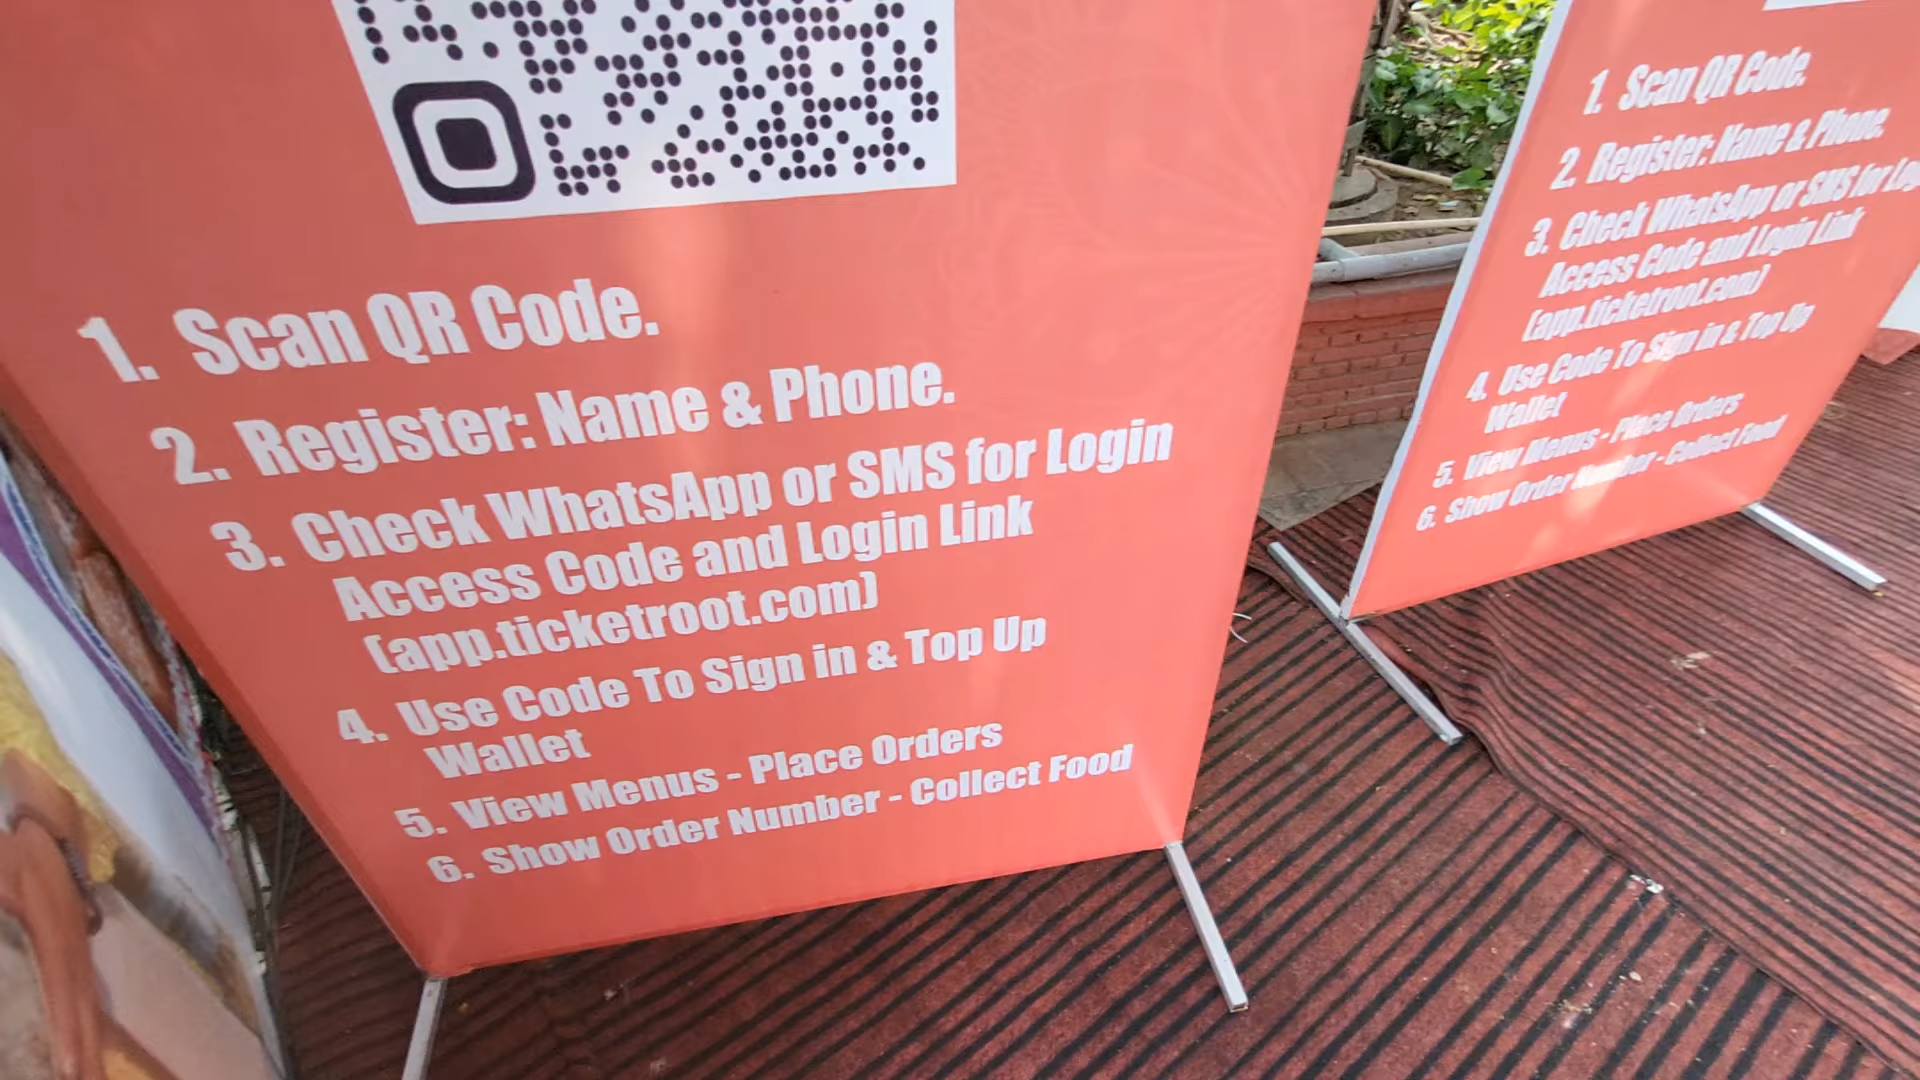 1. Scan QR Code.
2. Register: Name & Phone.
3. Check WhatsApp or SMS for Login
Access Code and Login Link
(app.ticketroot.com)
4. Use Code To Sign in & Top Up
Wallet
5. View Menus - Place Orders
6. Show Order Number - Collect Food
1. Scan QR Code.
2. Register: Name & Phone.
3. Check WhatsApp or SMS for
Access Code and Login Link
(app.ticketroot.com)
4. Use Code To Sign in & Top Up
Wallet
5. View Menus - Place Orders
6. Show Order Number - Collect Food